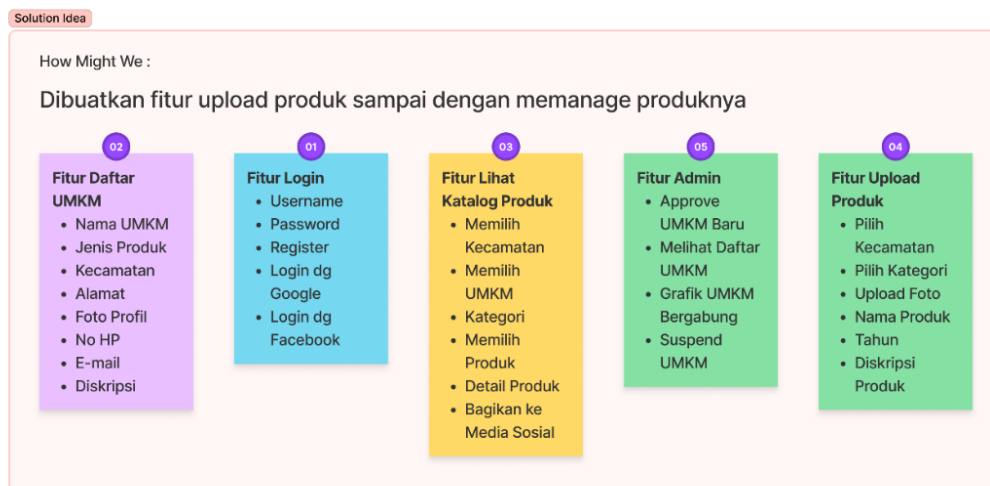 Solution Idea
How Might We :
Dibuatkan fitur upload produk sampai dengan memanage produknya
02
Fitur Daftar
UMKM
• Nama UMKM
• Jenis Produk
• Kecamatan
• Alamat
• Foto Profil
• No HP
• E-mail
• Diskripsi
01
Fitur Login
• Username
• Password
• Register
• Login dg
Google
• Login dg
Facebook
03
Fitur Lihat
Katalog Produk
• Memilih
Kecamatan
• Memilih
UMKM
• Kategori
• Memilih
Produk
• Detail Produk
• Bagikan ke
Media Sosial
05
Fitur Admin
• Approve
UMKM Baru
• Melihat Daftar
UMKM
• Grafik UMKM
Bergabung
• Suspend
UMKM
04
Fitur Upload
Produk
• Pilih
Kecamatan
• Pilih Kategori
• Upload Foto
• Nama Produk
• Tahun
• Diskripsi
Produk